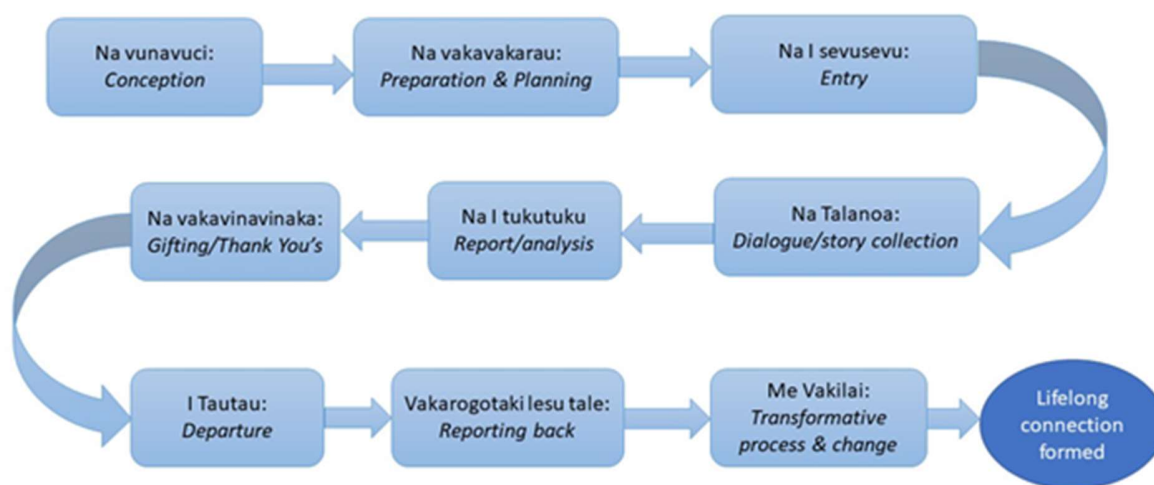 Na vunavuci:
Conception
Na vakavakarau:
Preparation & Planning
Na I sevusevu:
Entry
Na Talanoa:
Dialogue/story collection
Na I tukutuku
Report/analysis
Na vakavinavinaka:
Gifting/Thank You's
I Tautau:
Departure
Vakarogotaki lesu tale:
Reporting back
Me Vakilai:
Transformative
process & change
Lifelong
connection
formed